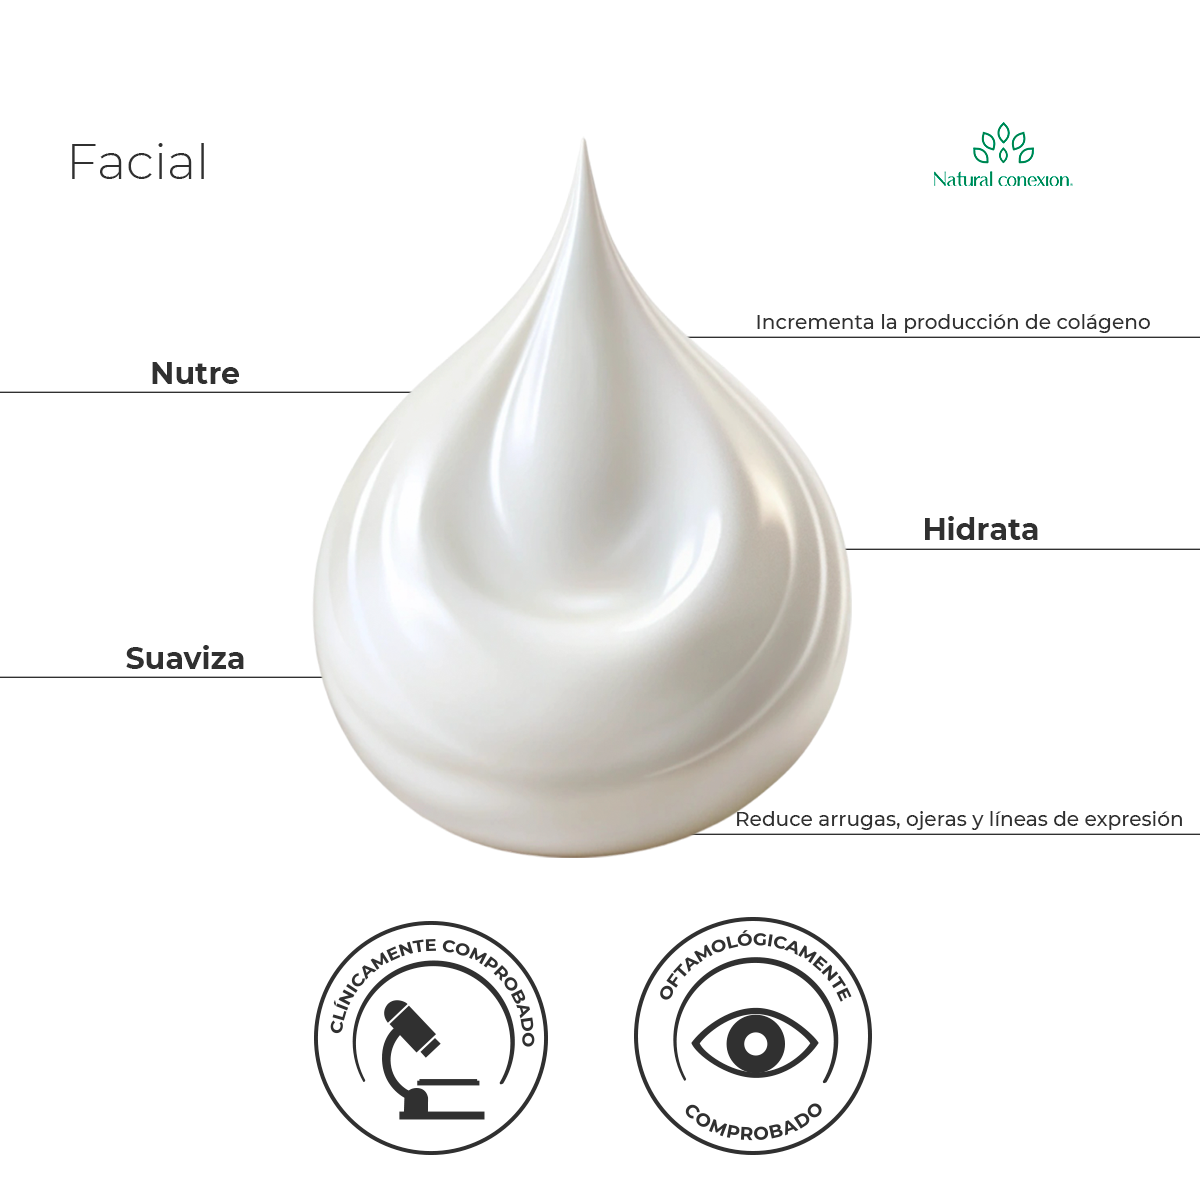 Facial
Natural conexion
Incrementa la producción de colágeno
Nutre
Hidrata
Suaviza
Reduce arrugas, ojeras y líneas de expresión
CLÍNICAMENTE COMPROBADO
OFTAMOLÓGICAMENTE
COMPROBADO